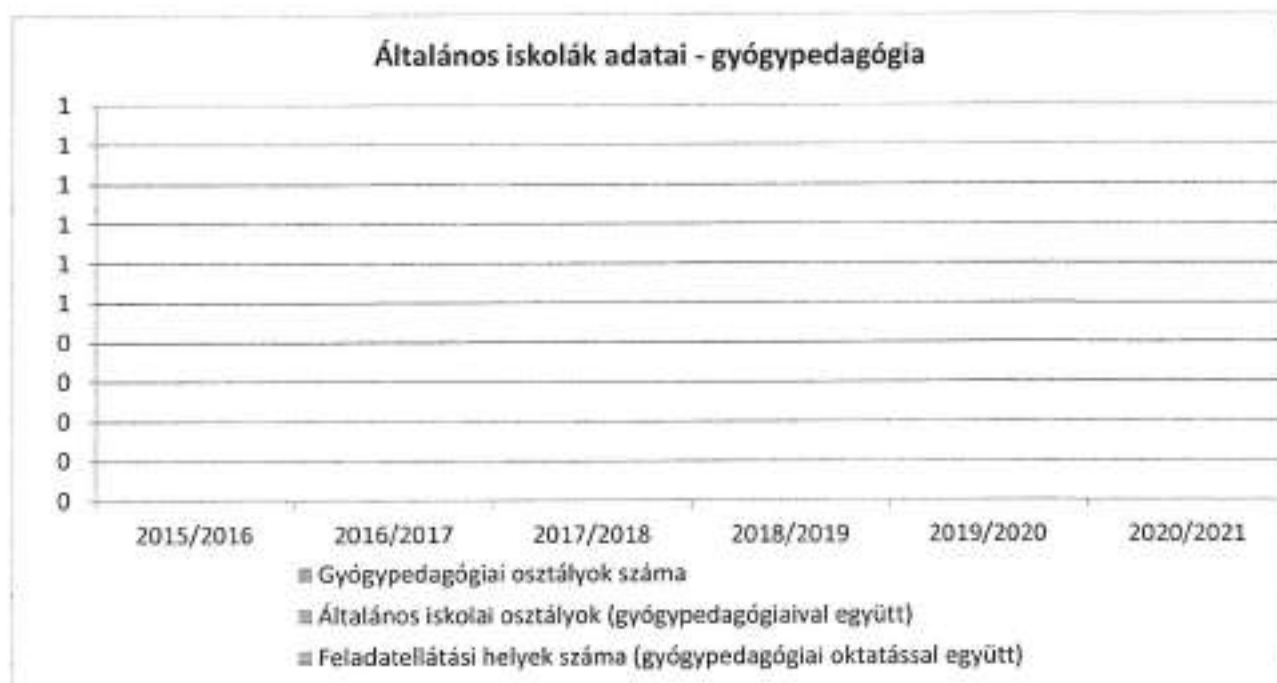 Általános iskolák adatai - gyógypedagógia
1
1
1
1
1
1
0
0
0
0
0
2015/2016 2016/2017 2017/2018 2018/2019 2019/2020 2020/2021
Gyógypedagógiai osztályok száma
Általános iskolai osztályok (gyógypedagógiaival együtt)
Feladatellátási helyek száma (gyógypedagógiai oktatással együtt)